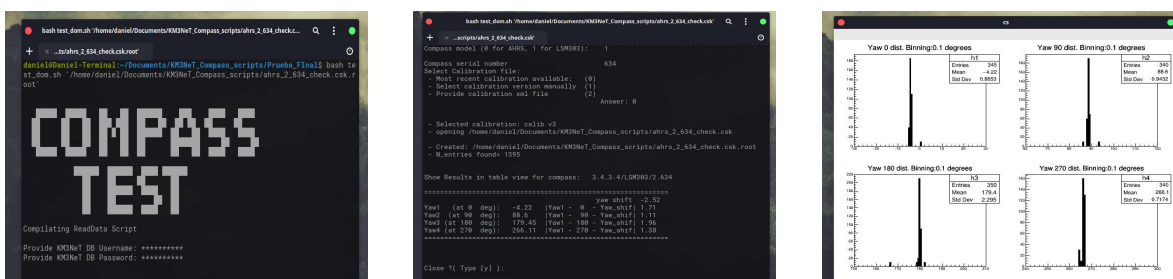 bash test_dom.sh '/home/daniel/Documents/KM3NeT_Compass_scripts/ahrs_2_634_check.c...
...ts/ahrs_2_634_check.csk.root'
daniel@Daniel-Terminal:~/Documents/KM3NeT_Compass_scripts/Prueba_FInal$ bash te
st_dom.sh '/home/daniel/Documents/KM3NeT_Compass_scripts/ahrs_2_634_check.csk.r
oot'
COMPASS
TEST
Compilating ReadData Script
Provide KM3NeT DB Username: **********
Provide KM3NeT DB Password: **********
bash test_dom.sh '/home/daniel/Documents/KM3NeT_Compass_scripts/ahrs_2_634_check.csk'
...scripts/ahrs_2_634_check.csk'
Compass model (0 for AHRS, 1 for LSM303): 1
Compass serial number 634
Select Calibration file:
- Most recent calibration available: (0)
- Select calibration version manually (1)
- Provide calibration xml file (2)
Answer: 0
- Selected calibration: calib v3
- opening /home/daniel/Documents/KM3NeT_Compass_scripts/ahrs_2_634_check.csk
- Created: /home/daniel/Documents/KM3NeT_Compass_scripts/ahrs_2_634_check.csk.root
- N_entries found= 1395
Show Results in table view for compass: 3.4.3.4/LSM303/2.634
yaw shift -2.52
Yaw1 (at 0 deg): -4.22 |Yaw1 - 0 - Yaw_shif| 1.71
Yaw2 (at 90 deg): 88.6 |Yaw1 - 90 - Yaw_shif| 1.11
Yaw3 (at 180 deg): 179.45 |Yaw1 - 180 - Yaw_shif| 1.96
Yaw4 (at 270 deg): 266.11 |Yaw1 - 270 - Yaw_shif| 1.38
Close ?( Type [y] ):
cs
Yaw 0 dist. Binning:0.1 degrees
h1
Entries 345
Mean -4.22
Std Dev 0.8653
Yaw 90 dist. Binning:0.1 degrees
h2
Entries 340
Mean 88.6
Std Dev 0.9432
Yaw 180 dist. Binning:0.1 degrees
h3
Entries 350
Mean 179.4
Std Dev 2.295
Yaw 270 dist. Binning:0.1 degrees
h4
Entries 340
Mean 266.1
Std Dev 0.7174